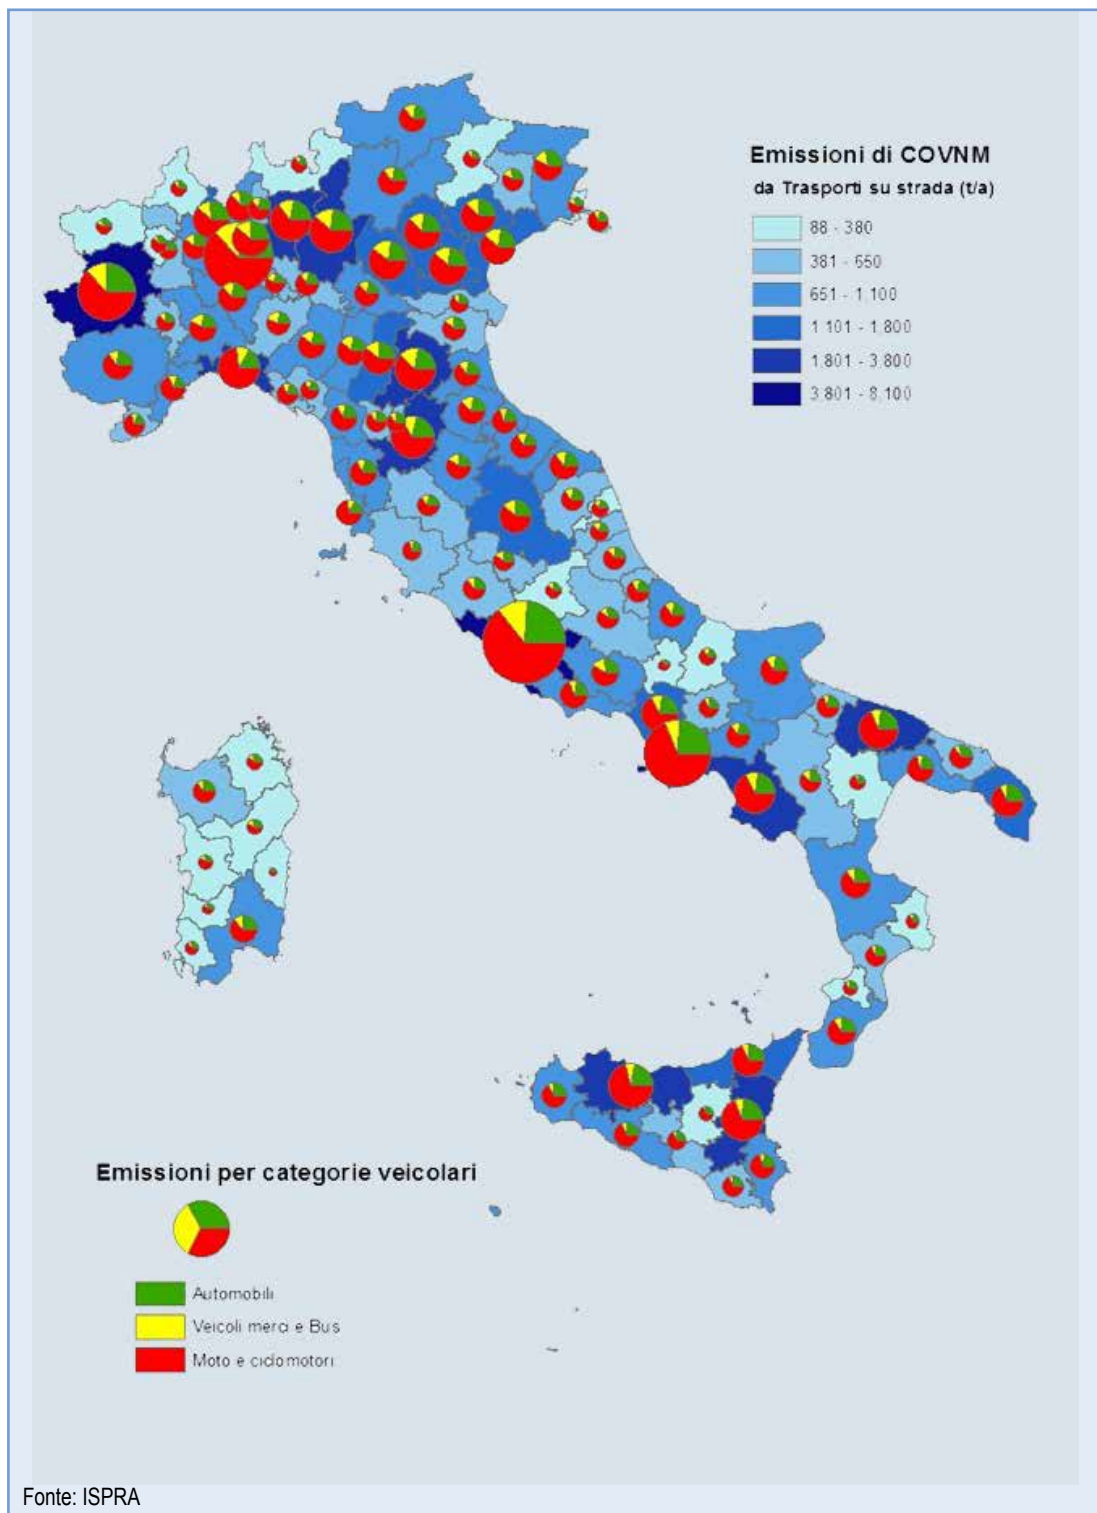 Emissioni di COVNM
da Trasporti su strada (t/a)
88 - 380
381 - 650
651 - 1.100
1.101 - 1.800
1.801 - 3.800
3.801 - 8.100
Emissioni per categorie veicolari
Automobili
Veicoli merci e Bus
Moto e ciclomotori
Fonte: ISPRA